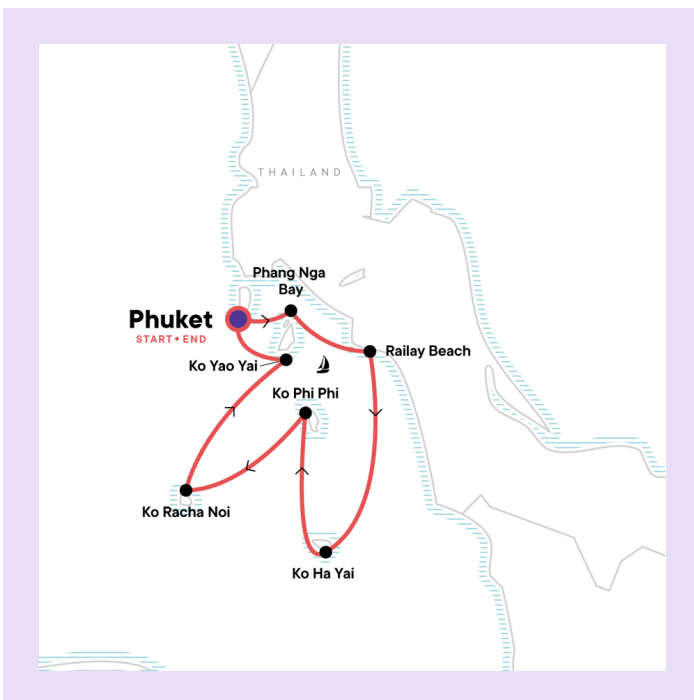 THAILAND
Phang Nga
Bay
Phuket
START • END
Railay Beach
Ko Yao Yai
Ko Phi Phi
Ko Racha Noi
Ko Ha Yai